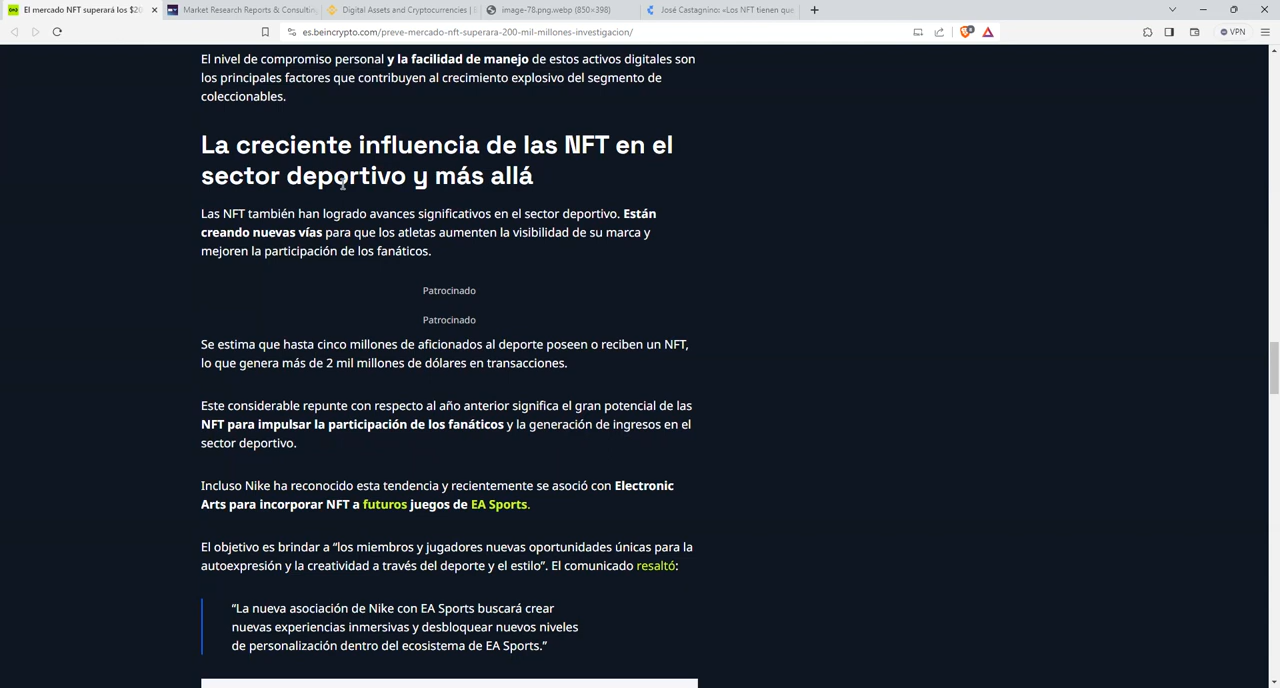 El mercado NFT superará los $20
Market Research Reports & Consulting
Digital Assets and Cryptocurrencies |
image-78.png.webp (850×398)
José Castagnino: «Los NFT tienen que
es.beincrypto.com/preve-mercado-nft-superara-200-mil-millones-investigacion/
VPN
El nivel de compromiso personal y la facilidad de manejo de estos activos digitales son
los principales factores que contribuyen al crecimiento explosivo del segmento de
coleccionables.
La creciente influencia de las NFT en el
sector deportivo y más allá
Las NFT también han logrado avances significativos en el sector deportivo. Están
creando nuevas vías para que los atletas aumenten la visibilidad de su marca y
mejoren la participación de los fanáticos.
Patrocinado
Patrocinado
Se estima que hasta cinco millones de aficionados al deporte poseen o reciben un NFT,
lo que genera más de 2 mil millones de dólares en transacciones.
Este considerable repunte con respecto al año anterior significa el gran potencial de las
NFT para impulsar la participación de los fanáticos y la generación de ingresos en el
sector deportivo.
Incluso Nike ha reconocido esta tendencia y recientemente se asoció con Electronic
Arts para incorporar NFT a futuros juegos de EA Sports.
El objetivo es brindar a “los miembros y jugadores nuevas oportunidades únicas para la
autoexpresión y la creatividad a través del deporte y el estilo”. El comunicado resaltó:
“La nueva asociación de Nike con EA Sports buscará crear
nuevas experiencias inmersivas y desbloquear nuevos niveles
de personalización dentro del ecosistema de EA Sports.”